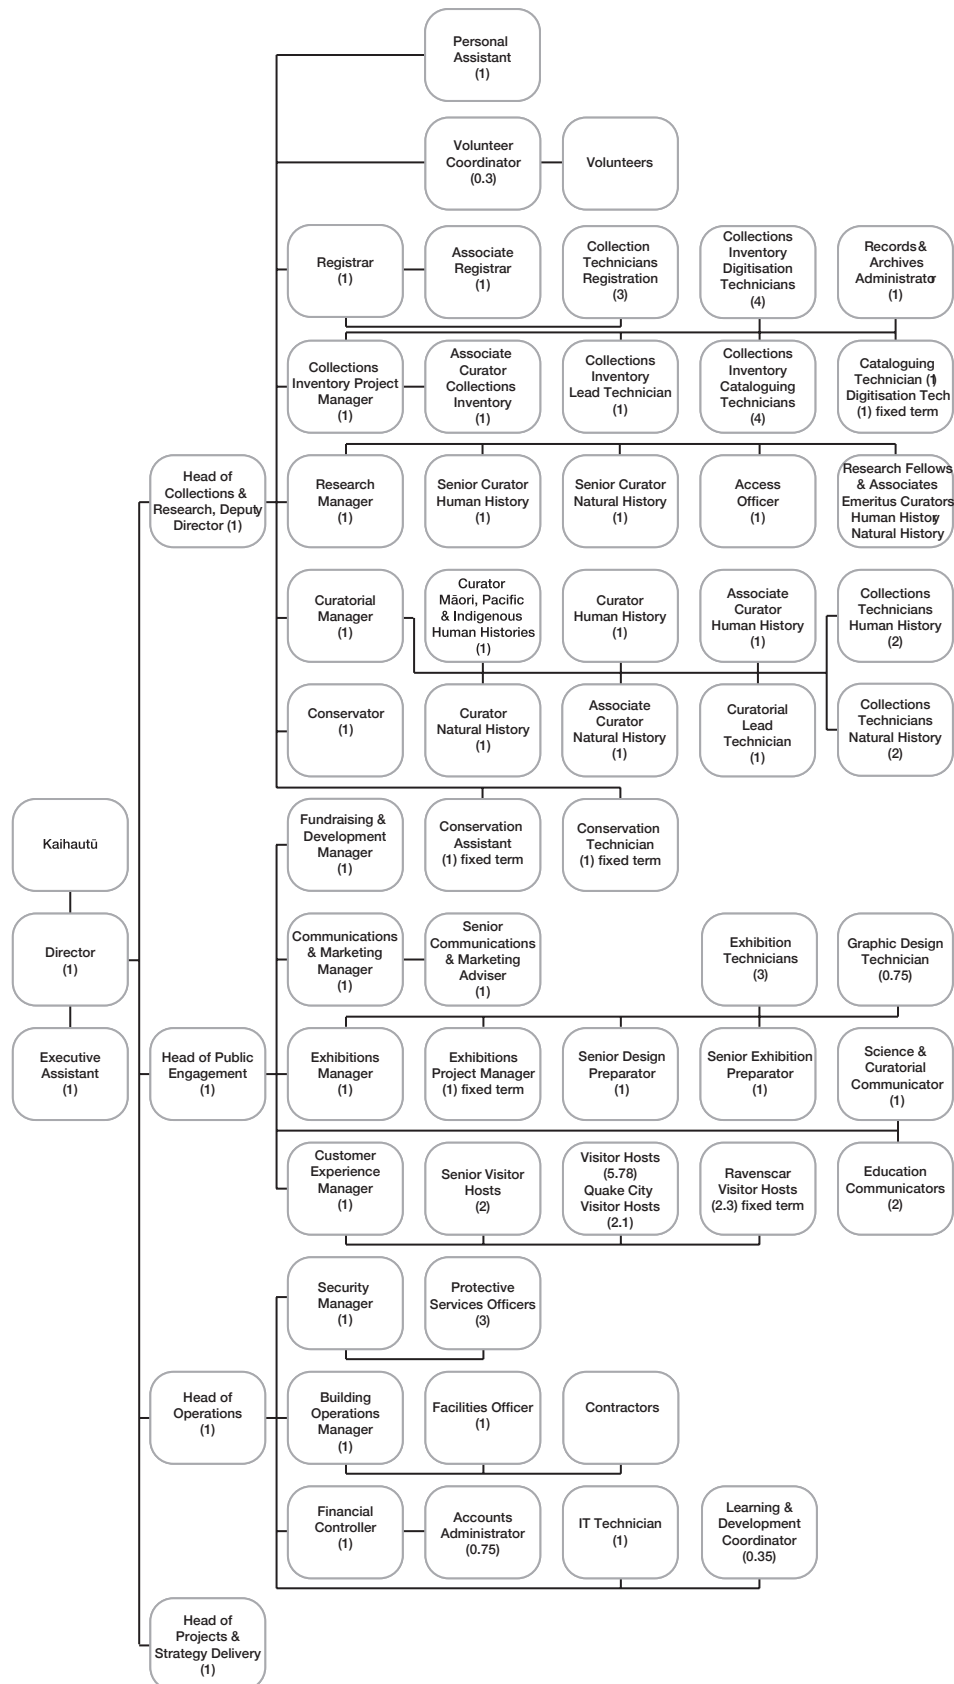 Personal
Assistant
(1)
Volunteer
Coordinator
(0.3)
Volunteers
Registrar
(1)
Associate
Registrar
(1)
Collection
Technicians
Registration
(3)
Collections
Inventory
Digitisation
Technicians
(4)
Records &
Archives
Administrator
(1)
Collections
Inventory Project
Manager
(1)
Associate
Curator
Collections
Inventory
(1)
Collections
Inventory
Lead Technician
(1)
Collections
Inventory
Cataloguing
Technicians
(4)
Cataloguing
Technician (1)
Digitisation Tech
(1) fixed term
Head of
Collections &
Research, Deputy
Director (1)
Research
Manager
(1)
Senior Curator
Human History
(1)
Senior Curator
Natural History
(1)
Access
Officer
(1)
Research Fellows
& Associates
Emeritus Curators
Human History
Natural History
Curatorial
Manager
(1)
Curator
Māori, Pacific
& Indigenous
Human Histories
(1)
Curator
Human History
(1)
Associate
Curator
Human History
(1)
Collections
Technicians
Human History
(2)
Conservator
(1)
Curator
Natural History
(1)
Associate
Curator
Natural History
(1)
Curatorial
Lead
Technician
(1)
Collections
Technicians
Natural History
(2)
Kaihautū
Fundraising &
Development
Manager
(1)
Conservation
Assistant
(1) fixed term
Conservation
Technician
(1) fixed term
Director
(1)
Communications
& Marketing
Manager
(1)
Senior
Communications
& Marketing
Adviser
(1)
Exhibition
Technicians
(3)
Graphic Design
Technician
(0.75)
Executive
Assistant
(1)
Head of Public
Engagement
(1)
Exhibitions
Manager
(1)
Exhibitions
Project Manager
(1) fixed term
Senior Design
Preparator
(1)
Senior Exhibition
Preparator
(1)
Science &
Curatorial
Communicator
(1)
Customer
Experience
Manager
(1)
Senior Visitor
Hosts
(2)
Visitor Hosts
(5.78)
Quake City
Visitor Hosts
(2.1)
Ravenscar
Visitor Hosts
(2.3) fixed term
Education
Communicators
(2)
Security
Manager
(1)
Protective
Services Officers
(3)
Head of
Operations
(1)
Building
Operations
Manager
(1)
Facilities Officer
(1)
Contractors
Financial
Controller
(1)
Accounts
Administrator
(0.75)
IT Technician
(1)
Learning &
Development
Coordinator
(0.35)
Head of
Projects &
Strategy Delivery
(1)